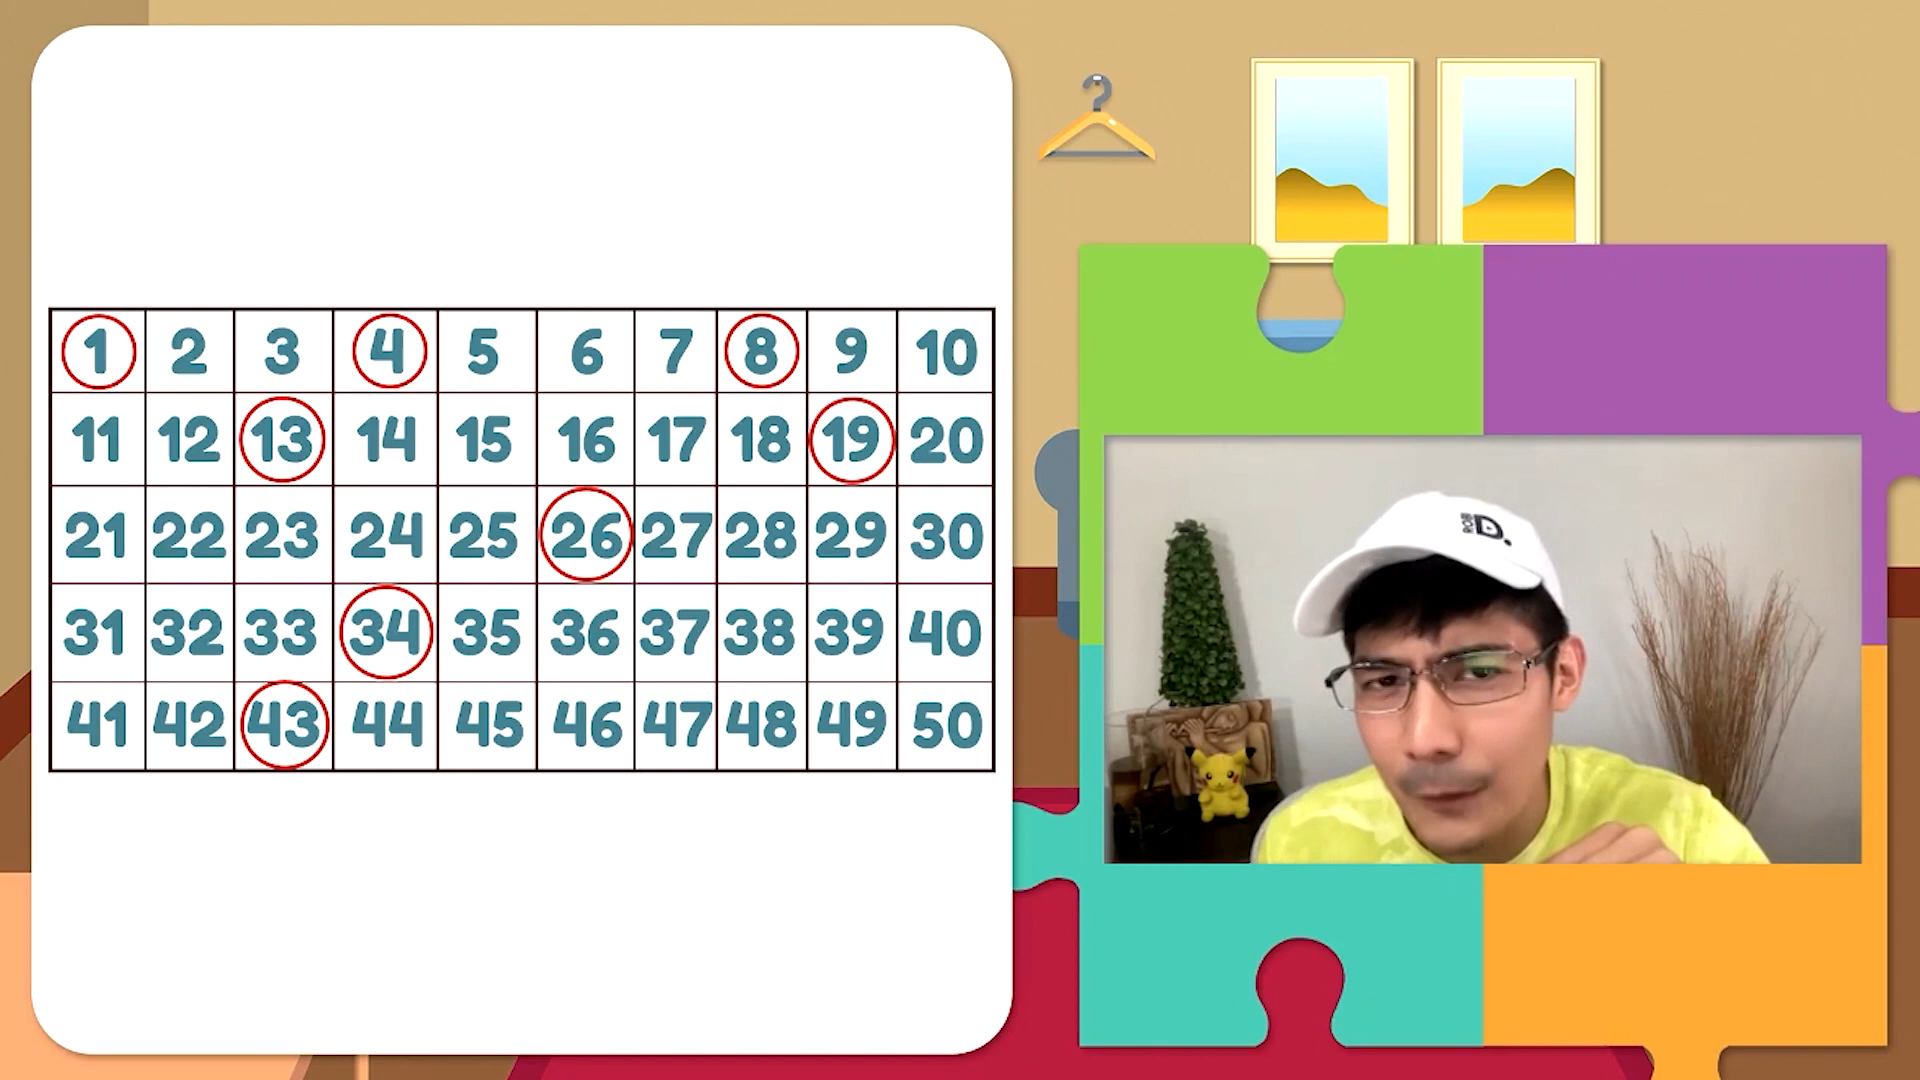 1 2 3 4 5 6 7 8 9 10
11 12 13 14 15 16 17 18 19 20
21 22 23 24 25 26 27 28 29 30
31 32 33 34 35 36 37 38 39 40
41 42 43 44 45 46 47 48 49 50
ROBI D.